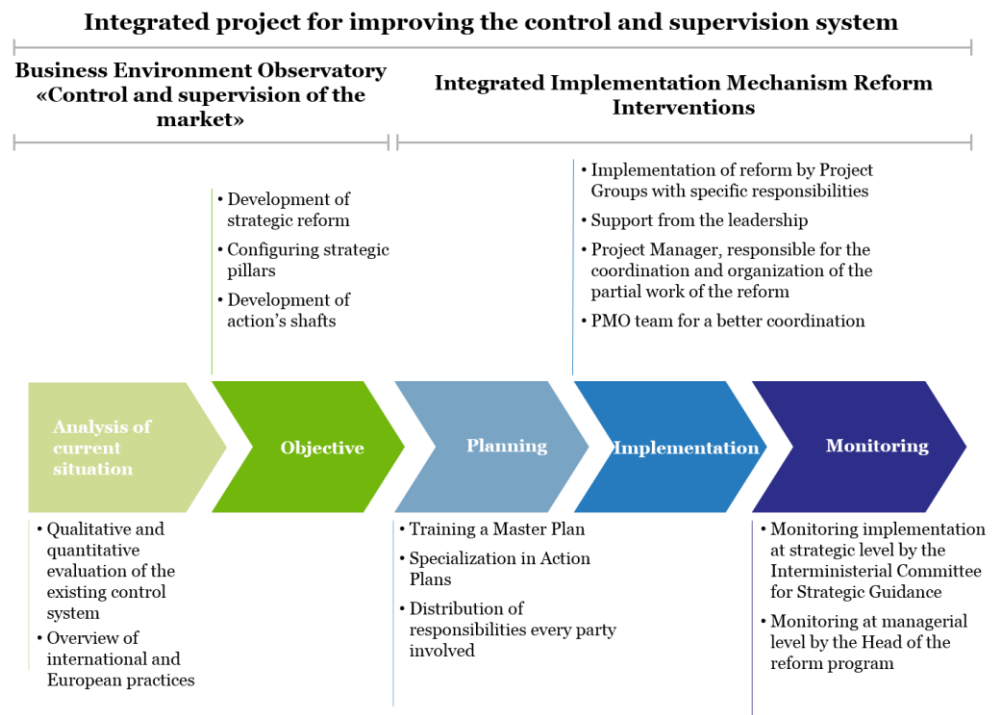 Integrated project for improving the control and supervision system
Business Environment Observatory
«Control and supervision of the
market»
Integrated Implementation Mechanism Reform
Interventions
• Development of
strategic reform
• Configuring strategic
pillars
• Development of
action's shafts
• Implementation of reform by Project
Groups with specific responsibilities
• Support from the leadership
• Project Manager, responsible for the
coordination and organization of the
partial work of the reform
• PMO team for a better coordination
Analysis of
current
situation
Objective
Planning
Implementation
Monitoring
• Qualitative and
quantitative
evaluation of the
existing control
system
• Overview of
international and
European practices
• Training a Master Plan
• Specialization in Action
Plans
• Distribution of
responsibilities every party
involved
• Monitoring implementation
at strategic level by the
Interministerial Committee
for Strategic Guidance
• Monitoring at managerial
level by the Head of the
reform program